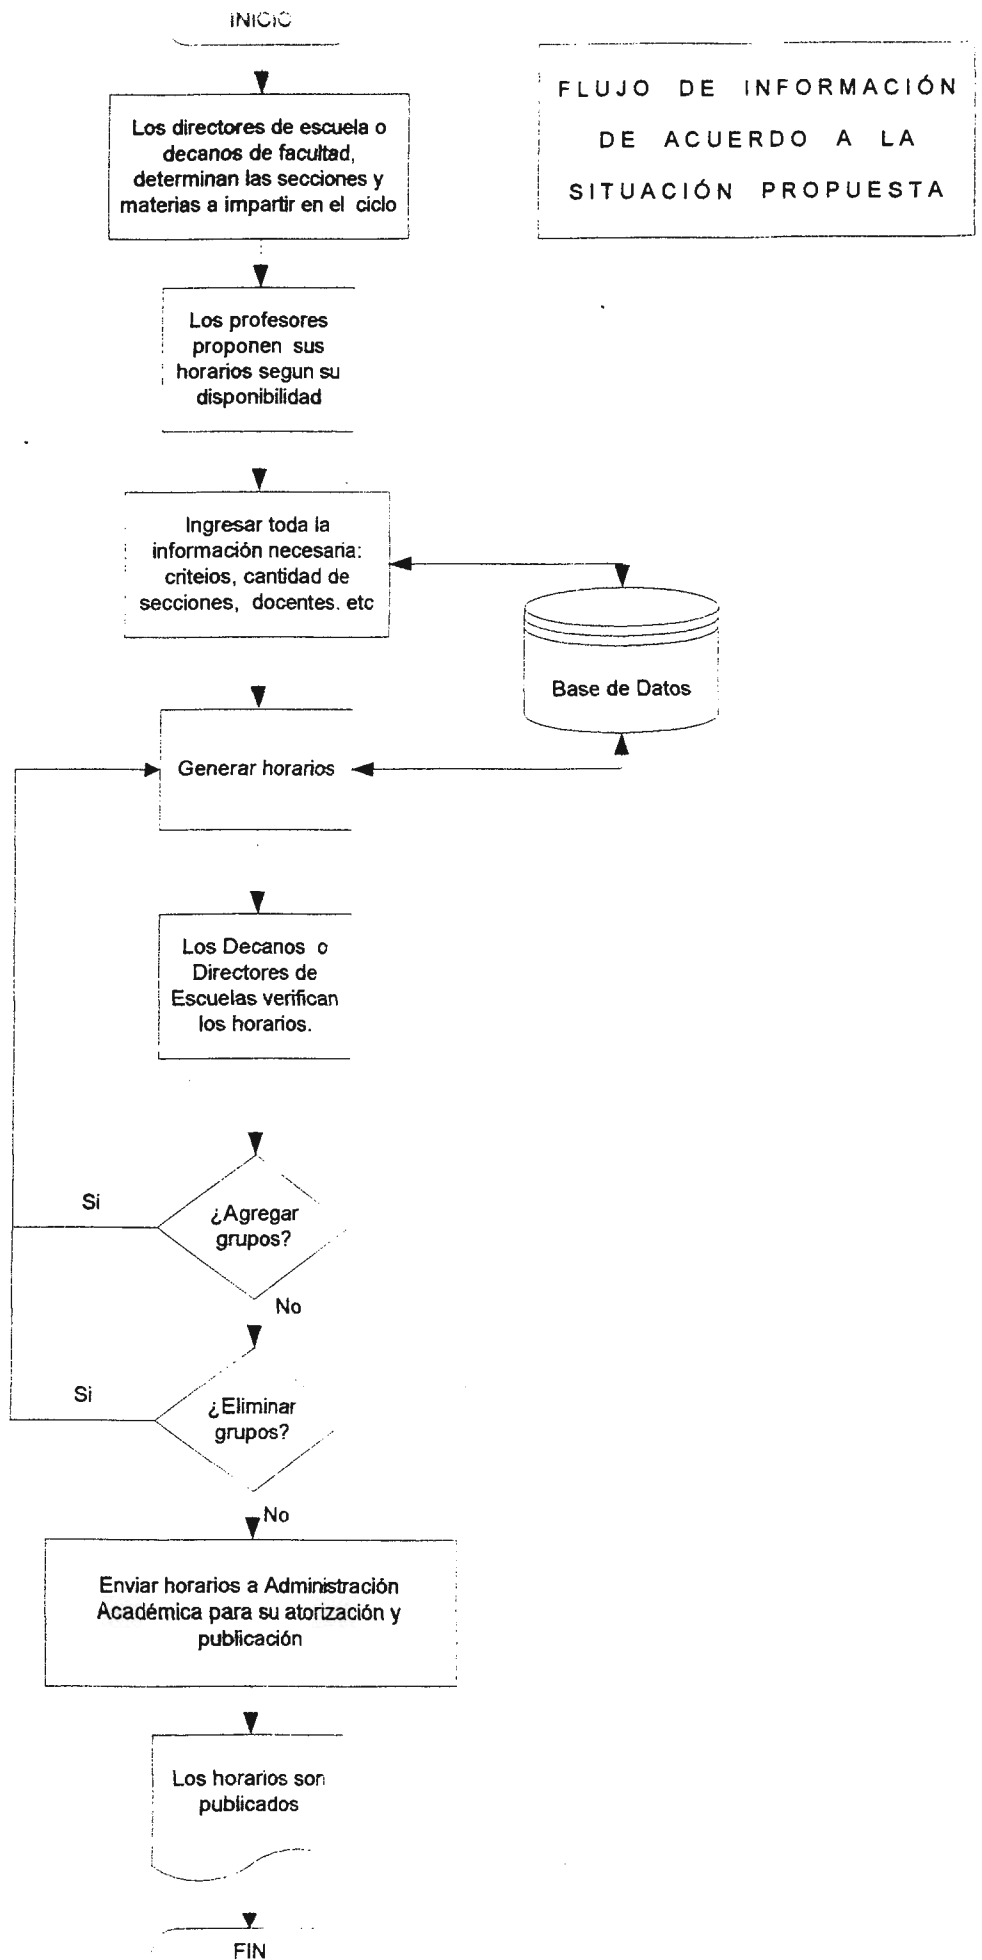 INICIO
FLUJO DE INFORMACIÓN
DE ACUERDO A LA
SITUACIÓN PROPUESTA
Los directores de escuela o
decanos de facultad,
determinan las secciones y
materias a impartir en el ciclo
Los profesores
proponen sus
horarios segun su
disponibilidad
Ingresar toda la
información necesaria:
criteios, cantidad de
secciones, docentes. etc
Base de Datos
Generar horarios
Los Decanos o
Directores de
Escuelas verifican
los horarios.
Si
¿Agregar
grupos?
No
Si
¿Eliminar
grupos?
No
Enviar horarios a Administración
Académica para su atorización y
publicación
Los horarios son
publicados
FIN